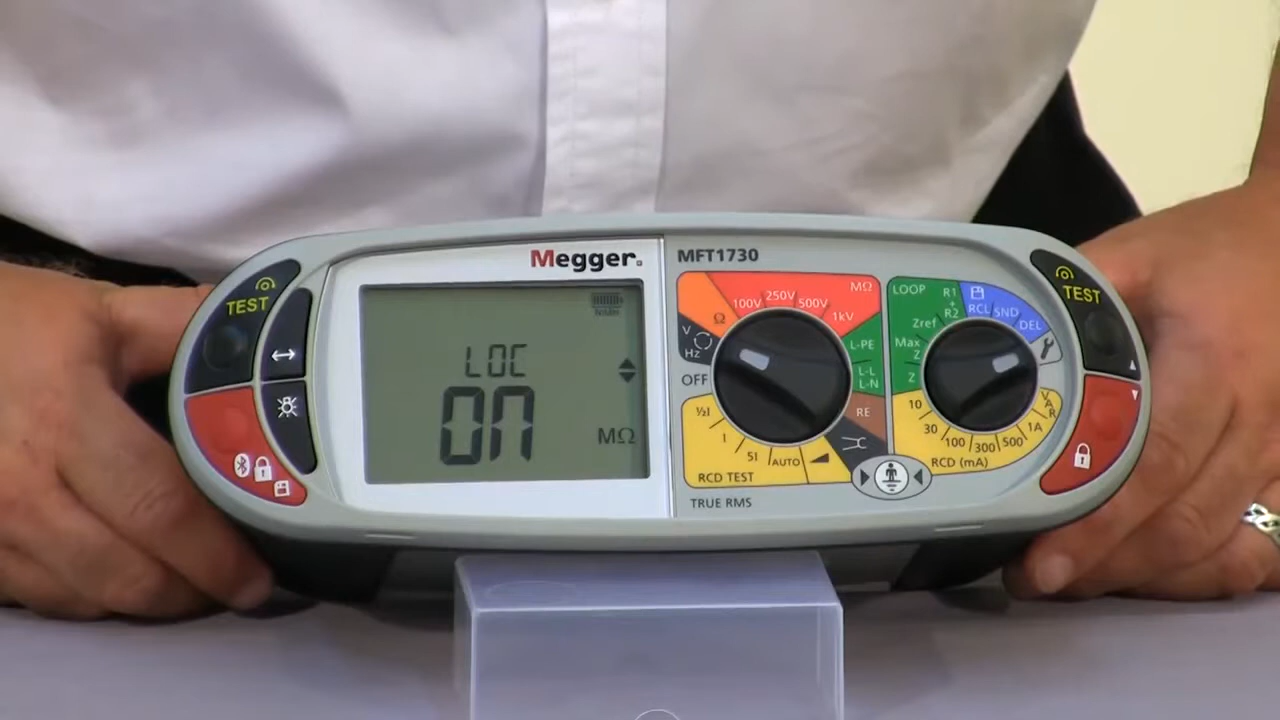 Megger.
MFT1730
TEST
NiMH
LOC
ON
MΩ
MΩ
100V
250V
500V
1kV
Ω
V
Hz
OFF
L-PE
L-L
L-N
RE
½I
I
5I
AUTO
RCD TEST
TRUE RMS
LOOP
R1
+
R2
Zref
Max
Z
Z
RCL
SND
DEL
VAR
1A
10
30
100
300
500
RCD (mA)
TEST